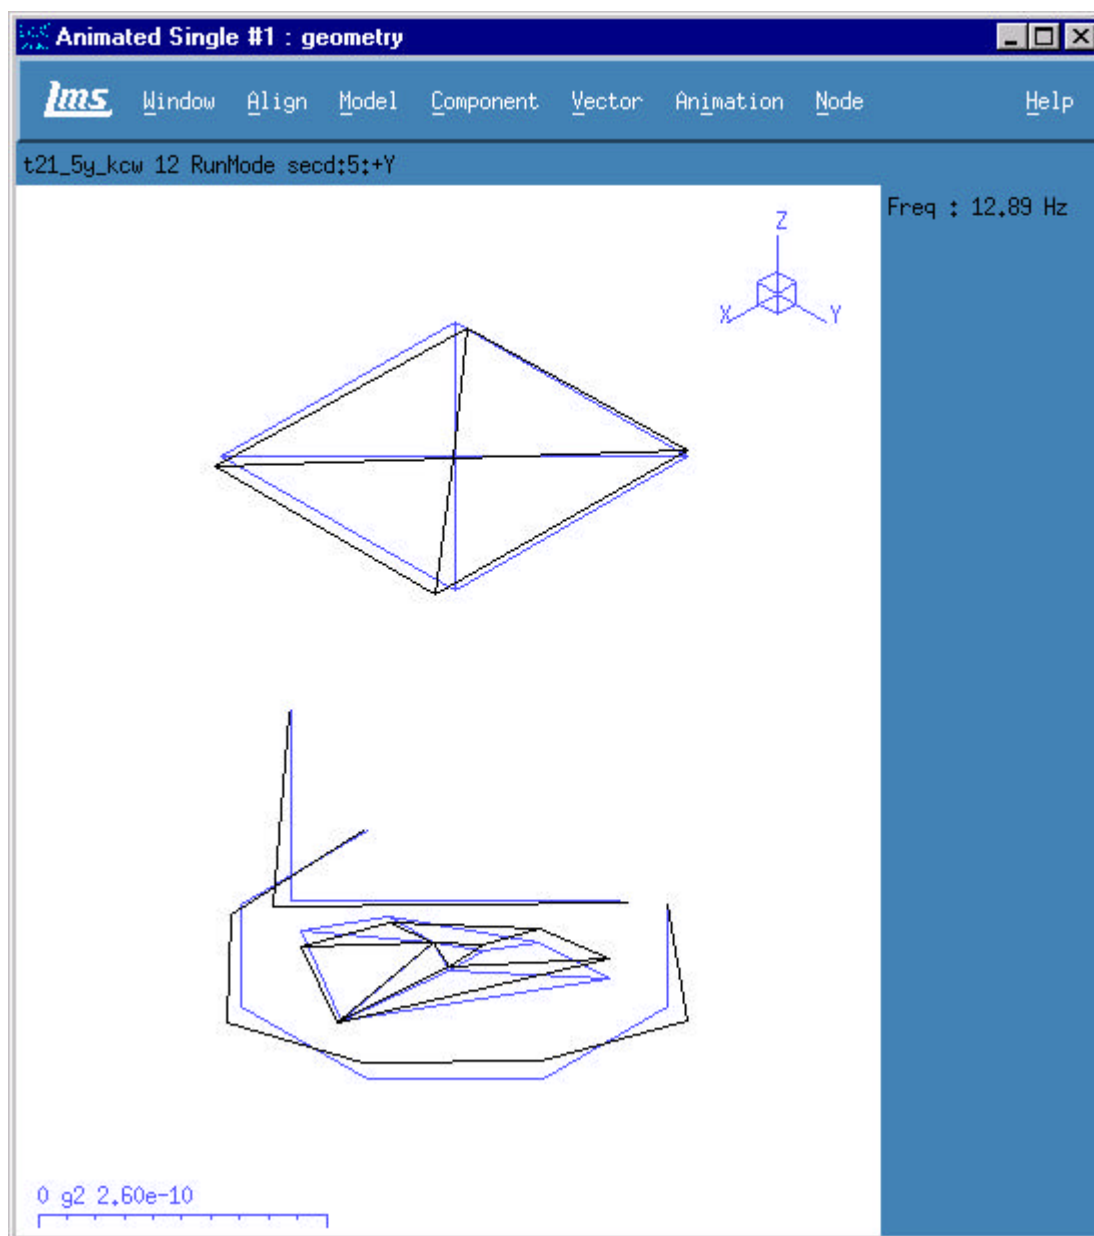 Animated Single #1 : geometry
lms Window Align Model Component Vector Animation Node Help
t21_5y_kcw 12 RunMode secd:5:+Y
Freq : 12.89 Hz
Z
X Y
0 g2 2.60e-10